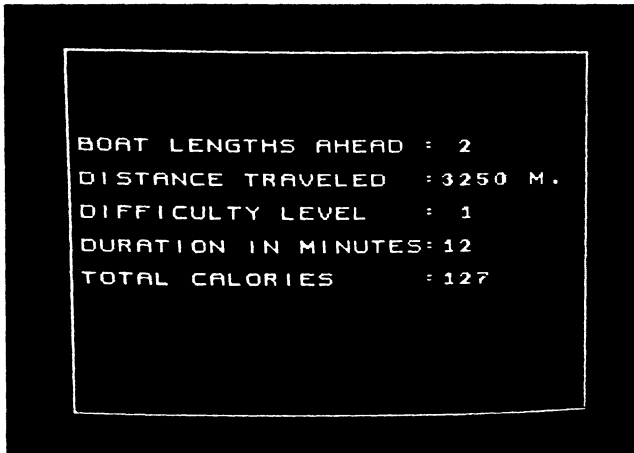 BOAT LENGTHS AHEAD : 2
DISTANCE TRAVELED :3250 M.
DIFFICULTY LEVEL : 1
DURATION IN MINUTES:12
TOTAL CALORIES :127